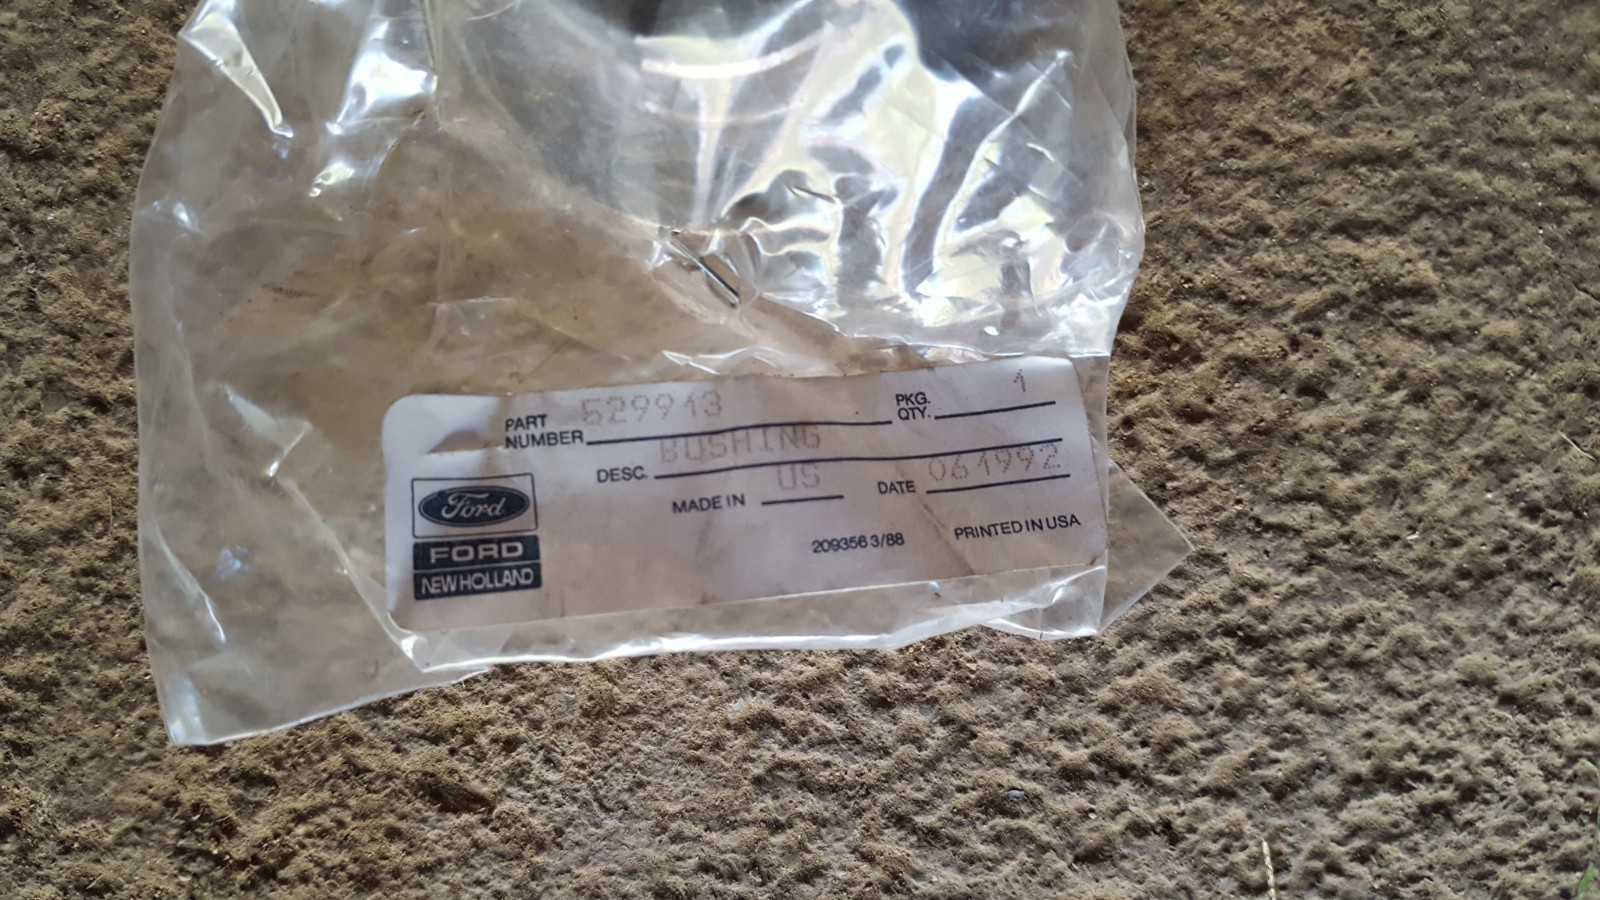 PART NUMBER 529913
PKG. QTY. 1
DESC. BUSHING
MADE IN US
DATE 061992
Ford
FORD
NEW HOLLAND
209356 3/88
PRINTED IN USA